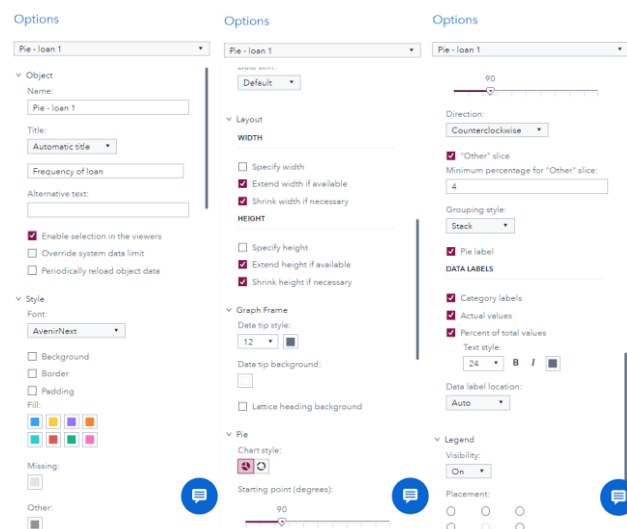 Options
Pie - loan 1
Object
Name:
Pie - loan 1
Title:
Automatic title
Frequency of loan
Alternative text:
Enable selection in the viewers
Override system data limit
Periodically reload object data
Style
Font:
AvenirNext
Background
Border
Padding
Fill:
Missing:
Other:
Options
Pie - loan 1
Data skin:
Default
Layout
WIDTH
Specify width
Extend width if available
Shrink width if necessary
HEIGHT
Specify height
Extend height if available
Shrink height if necessary
Graph Frame
Data tip style:
12
Data tip background:
Lattice heading background
Pie
Chart style:
Starting point (degrees):
90
Options
Pie - loan 1
90
Direction:
Counterclockwise
"Other" slice
Minimum percentage for "Other" slice:
4
Grouping style:
Stack
Pie label
DATA LABELS
Category labels
Actual values
Percent of total values
Text style:
24 B I
Data label location:
Auto
Legend
Visibility:
On
Placement: